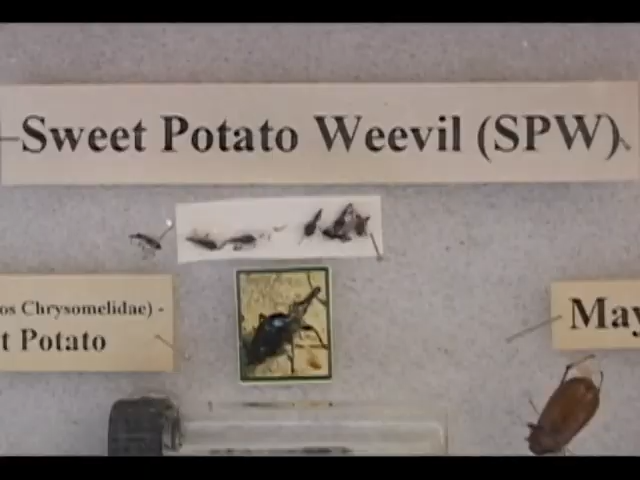 Sweet Potato Weevil (SPW)
os Chrysomelidae) -
t Potato
May